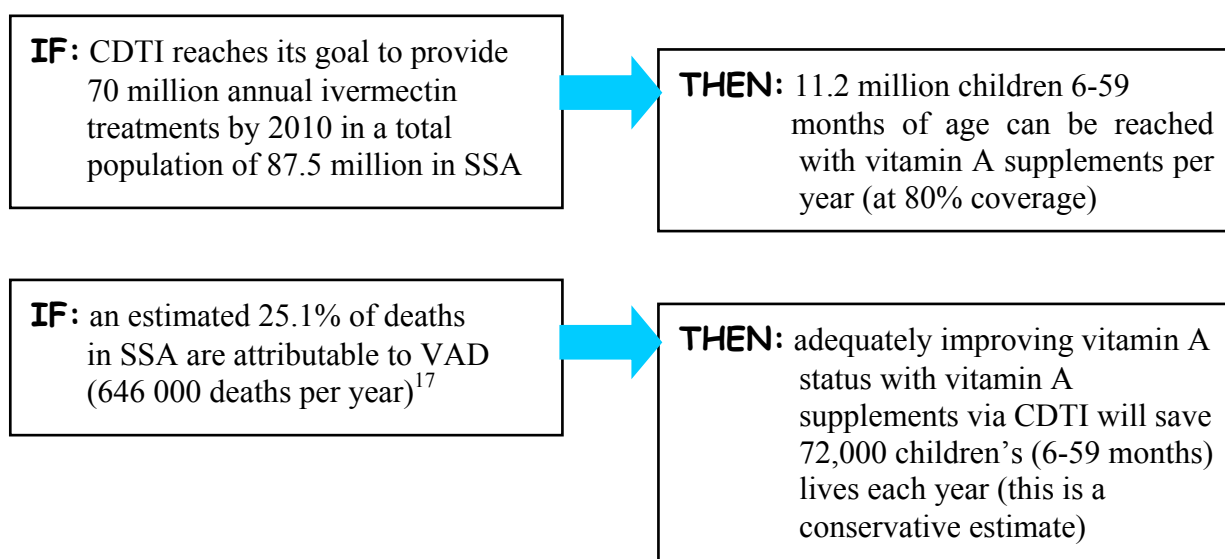 IF: CDTI reaches its goal to provide
70 million annual ivermectin
treatments by 2010 in a total
population of 87.5 million in SSA
THEN: 11.2 million children 6-59
months of age can be reached
with vitamin A supplements per
year (at 80% coverage)
IF: an estimated 25.1% of deaths
in SSA are attributable to VAD
(646 000 deaths per year)17
THEN: adequately improving vitamin A
status with vitamin A
supplements via CDTI will save
72,000 children’s (6-59 months)
lives each year (this is a
conservative estimate)